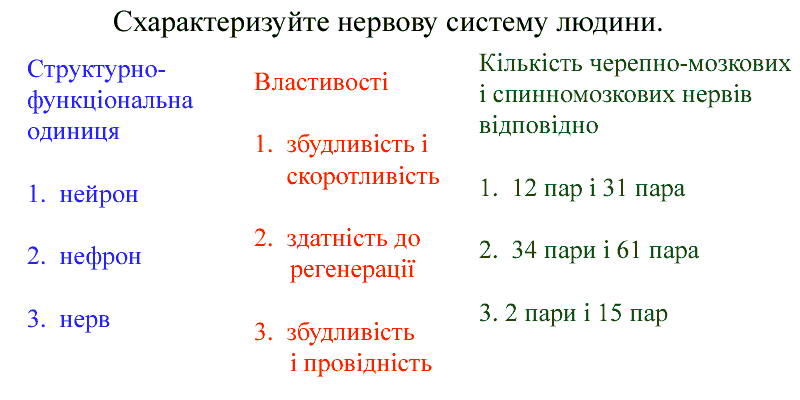 Схарактеризуйте нервову систему людини.
Структурно-
функціональна
одиниця
1. нейрон
2. нефрон
3. нерв
Властивості
1. збудливість і
скоротливість
2. здатність до
регенерації
3. збудливість
і провідність
Кількість черепно-мозкових
і спинномозкових нервів
відповідно
1. 12 пар і 31 пара
2. 34 пари і 61 пара
3. 2 пари і 15 пар